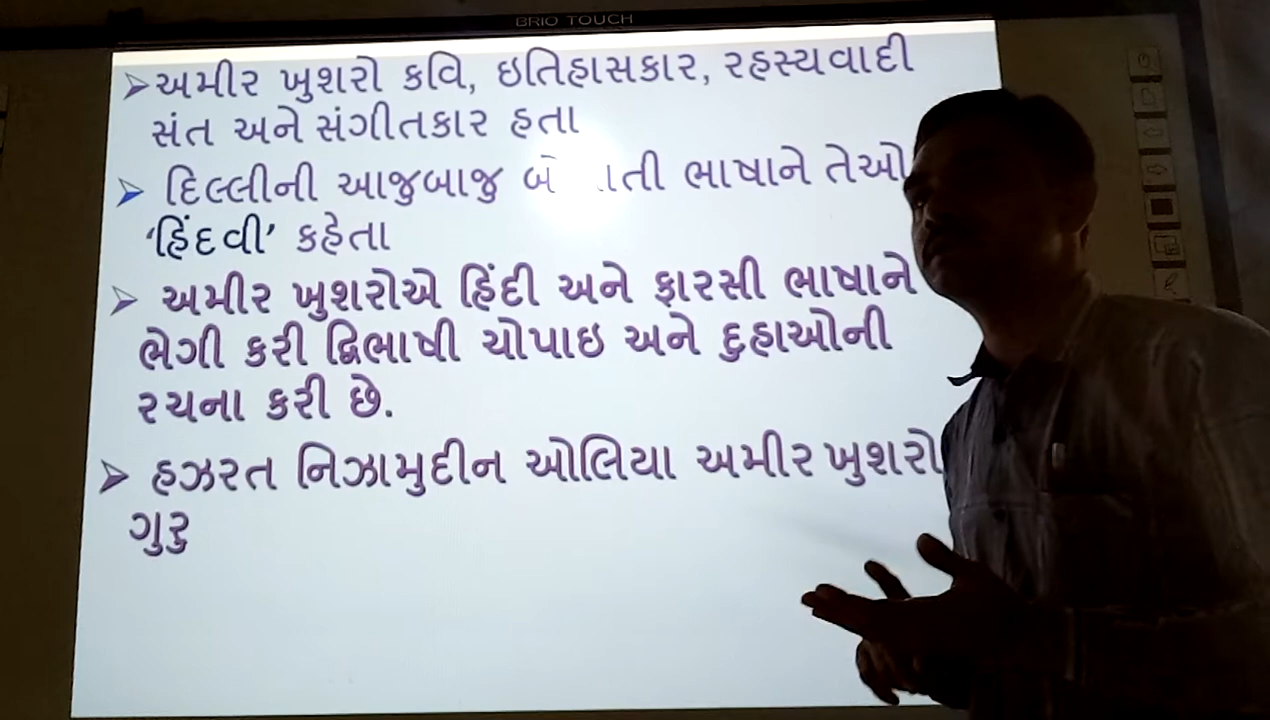 BRIO TOUCH
➢અમીર ખુશરો કવિ, ઇતિહાસકાર, રહસ્યવાદી
સંત અને સંગીતકાર હતા
➢ દિલ્લીની આજુબાજુ ભાષાને તેઓ
‘હિંદવી’ કહેતા
➢ અમીર ખુશરોએ હિંદી અને ફારસી ભાષાને
ભેગી કરી દ્વિભાષી ચોપાઇ અને દુહાઓની
રચના કરી છે.
➢ હઝરત નિઝામુદીન ઓલિયા અમીર ખુશરો
ગુરુ